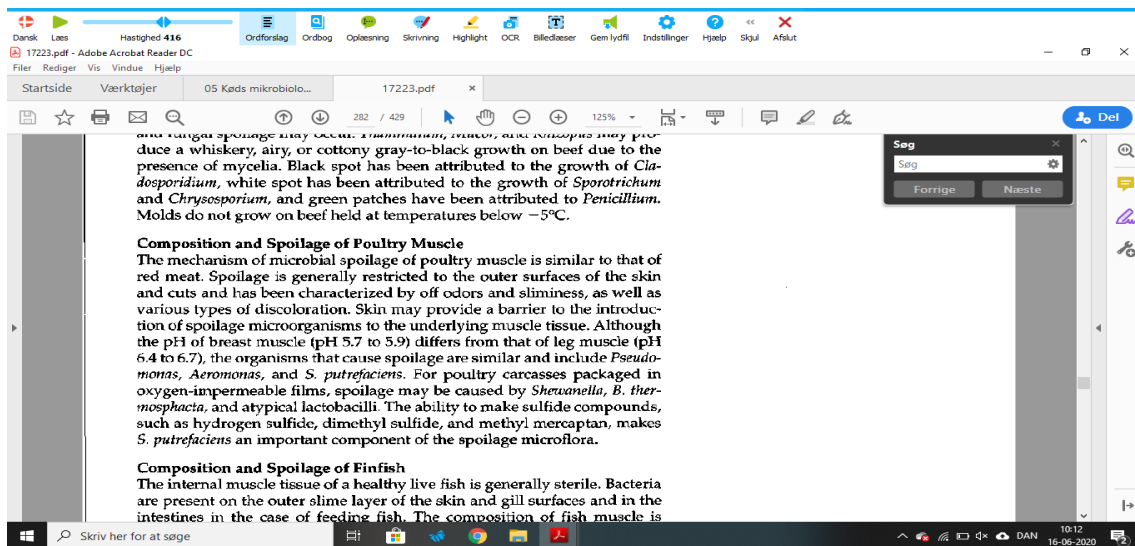 Dansk Læs Hastighed 416 Ordforslag Ordbog Oplæsning Skrivning Highlight OCR Billedlæser Gem lydfil Indstillinger Hjælp Skjul Afslut
17223.pdf - Adobe Acrobat Reader DC
Filer Rediger Vis Vindue Hjælp
Startside Værktøjer 05 Køds mikrobiolo... 17223.pdf ×
282 / 429 125% Del
Søg
Søg
Forrige Næste
and fungal spoilage may occur. Thamnidium, Mucor, and Rhizopus may pro-
duce a whiskery, airy, or cottony gray-to-black growth on beef due to the
presence of mycelia. Black spot has been attributed to the growth of Cla-
dosporidium, white spot has been attributed to the growth of Sporotrichum
and Chrysosporium, and green patches have been attributed to Penicillium.
Molds do not grow on beef held at temperatures below −5°C.
Composition and Spoilage of Poultry Muscle
The mechanism of microbial spoilage of poultry muscle is similar to that of
red meat. Spoilage is generally restricted to the outer surfaces of the skin
and cuts and has been characterized by off odors and sliminess, as well as
various types of discoloration. Skin may provide a barrier to the introduc-
tion of spoilage microorganisms to the underlying muscle tissue. Although
the pH of breast muscle (pH 5.7 to 5.9) differs from that of leg muscle (pH
6.4 to 6.7), the organisms that cause spoilage are similar and include Pseudo-
monas, Aeromonas, and S. putrefaciens. For poultry carcasses packaged in
oxygen-impermeable films, spoilage may be caused by Shewanella, B. ther-
mosphacta, and atypical lactobacilli. The ability to make sulfide compounds,
such as hydrogen sulfide, dimethyl sulfide, and methyl mercaptan, makes
S. putrefaciens an important component of the spoilage microflora.
Composition and Spoilage of Finfish
The internal muscle tissue of a healthy live fish is generally sterile. Bacteria
are present on the outer slime layer of the skin and gill surfaces and in the
intestines in the case of feeding fish. The composition of fish muscle is
Skriv her for at søge
DAN
10:12
16-06-2020
2